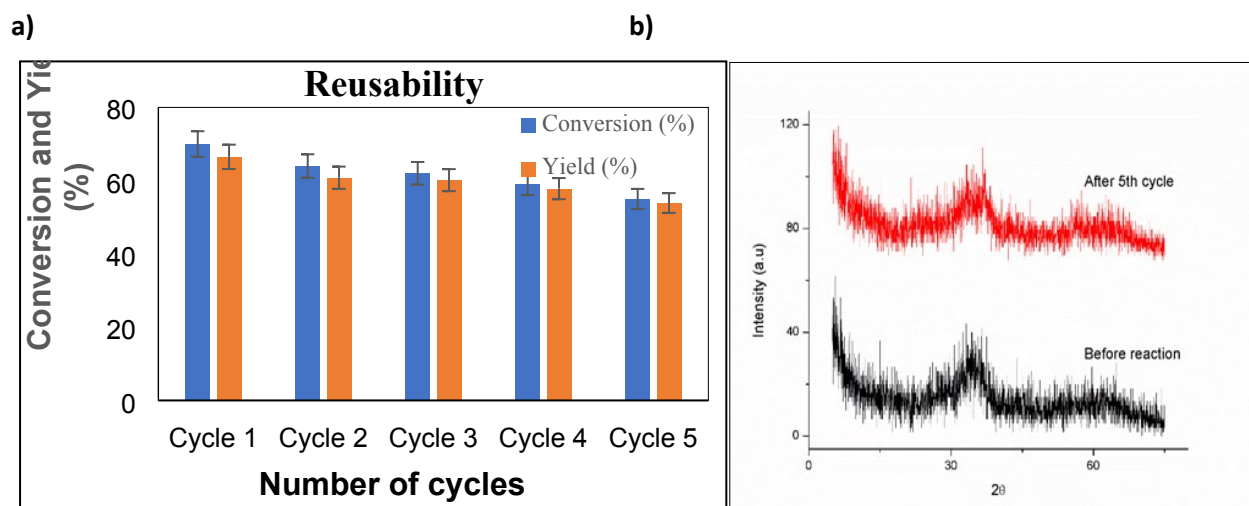 a)
b)
Reusability
Conversion and Yie
(%)
80
60
40
20
0
Conversion (%)
Yield (%)
Cycle 1 Cycle 2 Cycle 3 Cycle 4 Cycle 5
Number of cycles
Intensity (a.u)
120
80
40
0
After 5th cycle
Before reaction
0 30 60
2θ